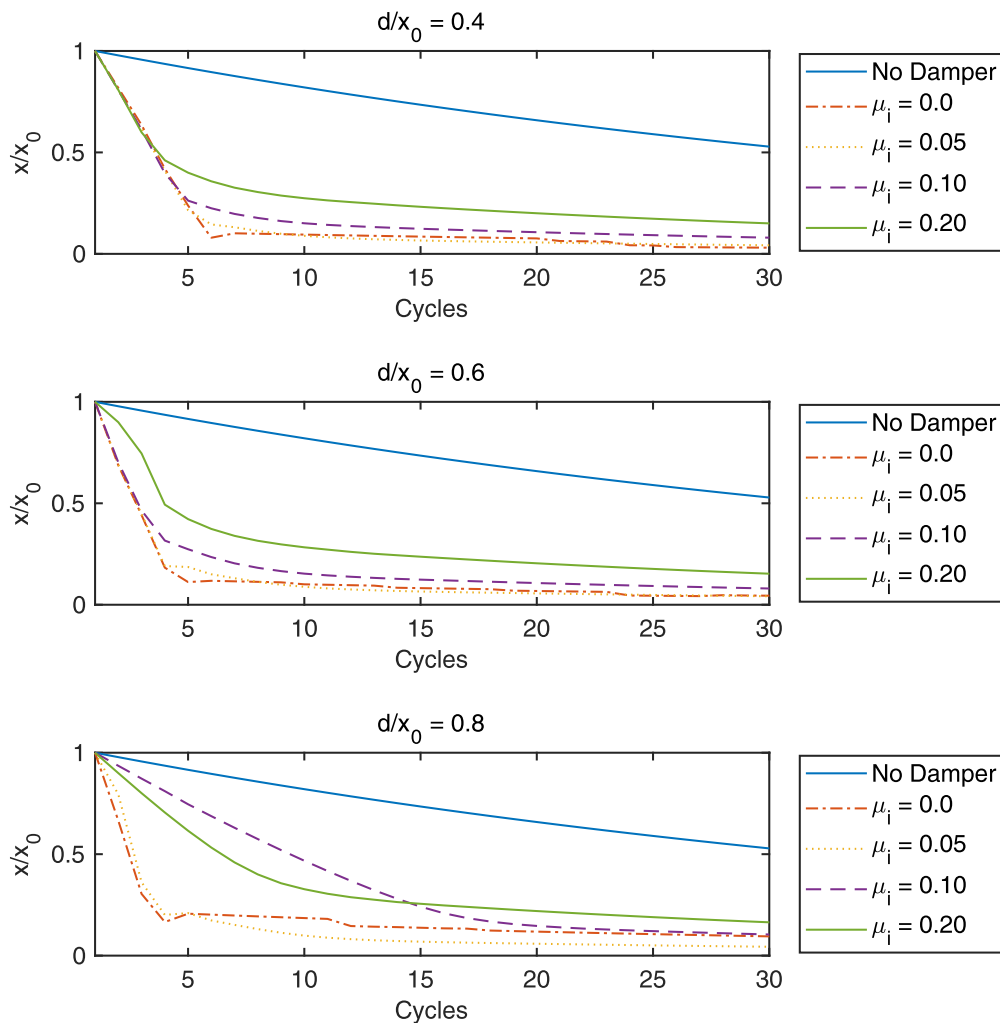 d/x₀ = 0.4
1
0.5
0
x/x₀
5 10 15 20 25 30
Cycles
No Damper
μᵢ = 0.0
μᵢ = 0.05
μᵢ = 0.10
μᵢ = 0.20
d/x₀ = 0.6
1
0.5
0
x/x₀
5 10 15 20 25 30
Cycles
No Damper
μᵢ = 0.0
μᵢ = 0.05
μᵢ = 0.10
μᵢ = 0.20
d/x₀ = 0.8
1
0.5
0
x/x₀
5 10 15 20 25 30
Cycles
No Damper
μᵢ = 0.0
μᵢ = 0.05
μᵢ = 0.10
μᵢ = 0.20